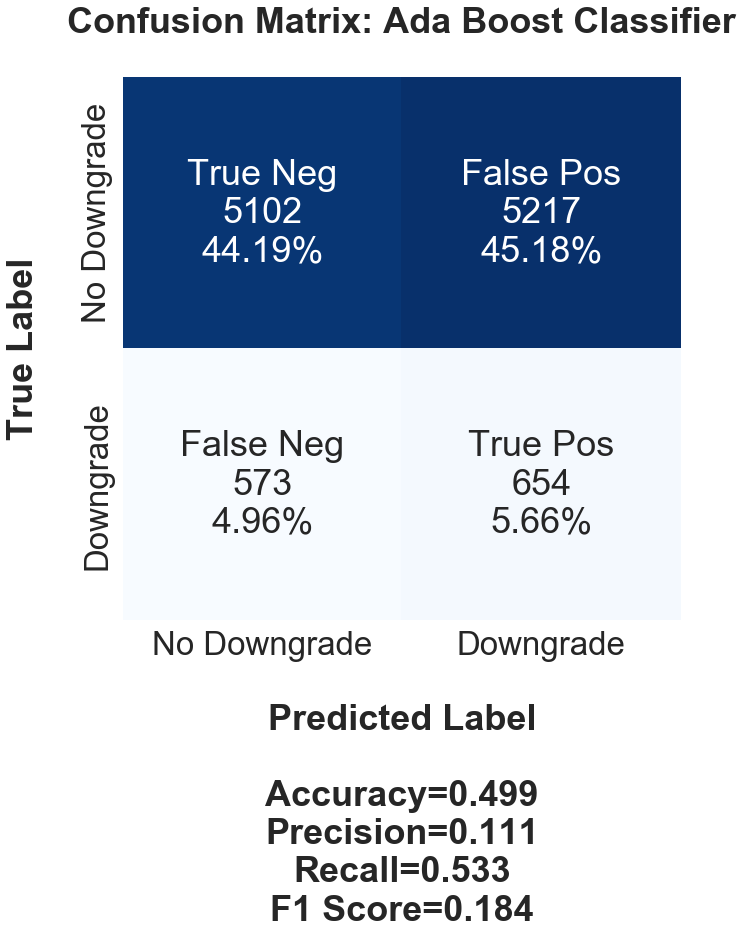 Confusion Matrix: Ada Boost Classifier
True Label
No Downgrade
True Neg
5102
44.19%
False Pos
5217
45.18%
Downgrade
False Neg
573
4.96%
True Pos
654
5.66%
No Downgrade
Downgrade
Predicted Label
Accuracy=0.499
Precision=0.111
Recall=0.533
F1 Score=0.184